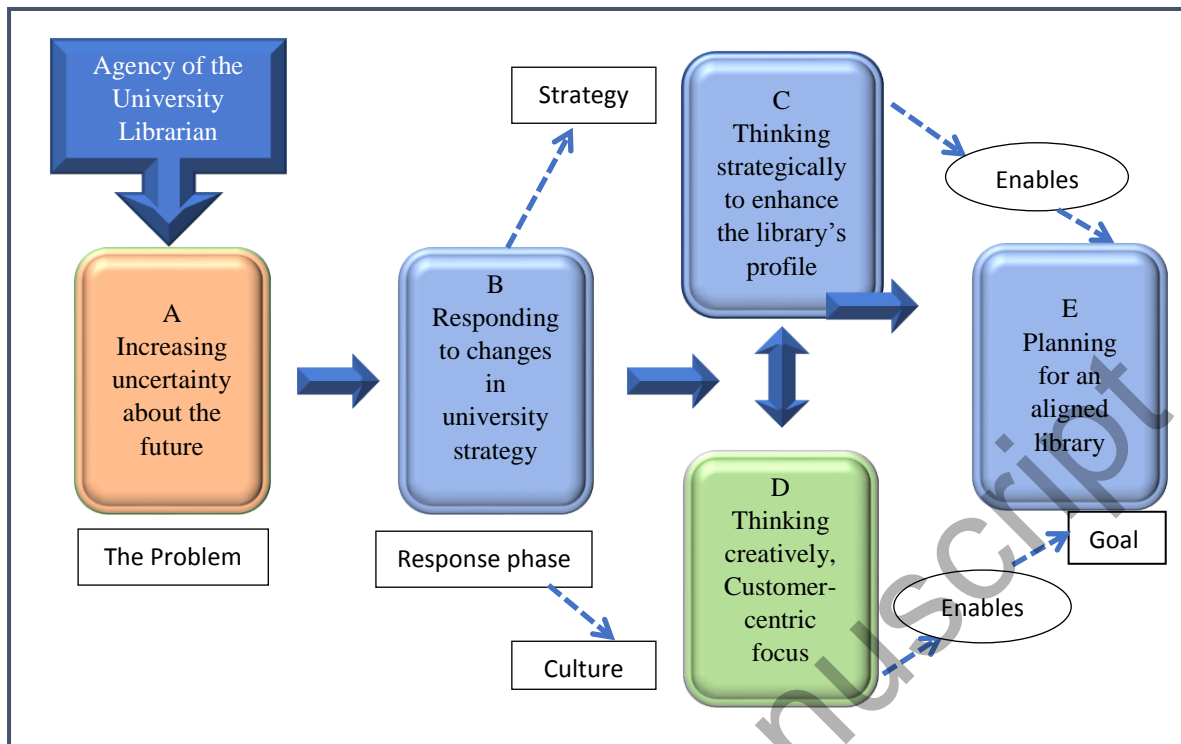 Agency of the
University
Librarian
A
Increasing
uncertainty
about the
future
The Problem
B
Responding
to changes
in
university
strategy
Response phase
Strategy
Culture
C
Thinking
strategically
to enhance
the library’s
profile
D
Thinking
creatively,
Customer-
centric
focus
Enables
Enables
E
Planning
for an
aligned
library
Goal
nuscript